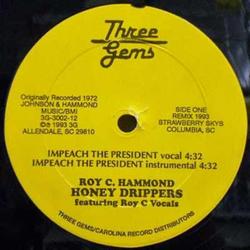 Three
Gems
Originally Recorded 1972
JOHNSON & HAMMOND
MUSIC/BMI
3G-3002-12
℗ 1993 3G
ALLENDALE, SC 29810
SIDE ONE
REMIX 1993
STRAWBERRY SKYS
COLUMBIA, SC
IMPEACH THE PRESIDENT vocal 4:32
IMPEACH THE PRESIDENT instrumental 4:32
ROY C. HAMMOND
HONEY DRIPPERS
featuring Roy C Vocals
THREE GEMS/CAROLINA RECORD DISTRIBUTORS